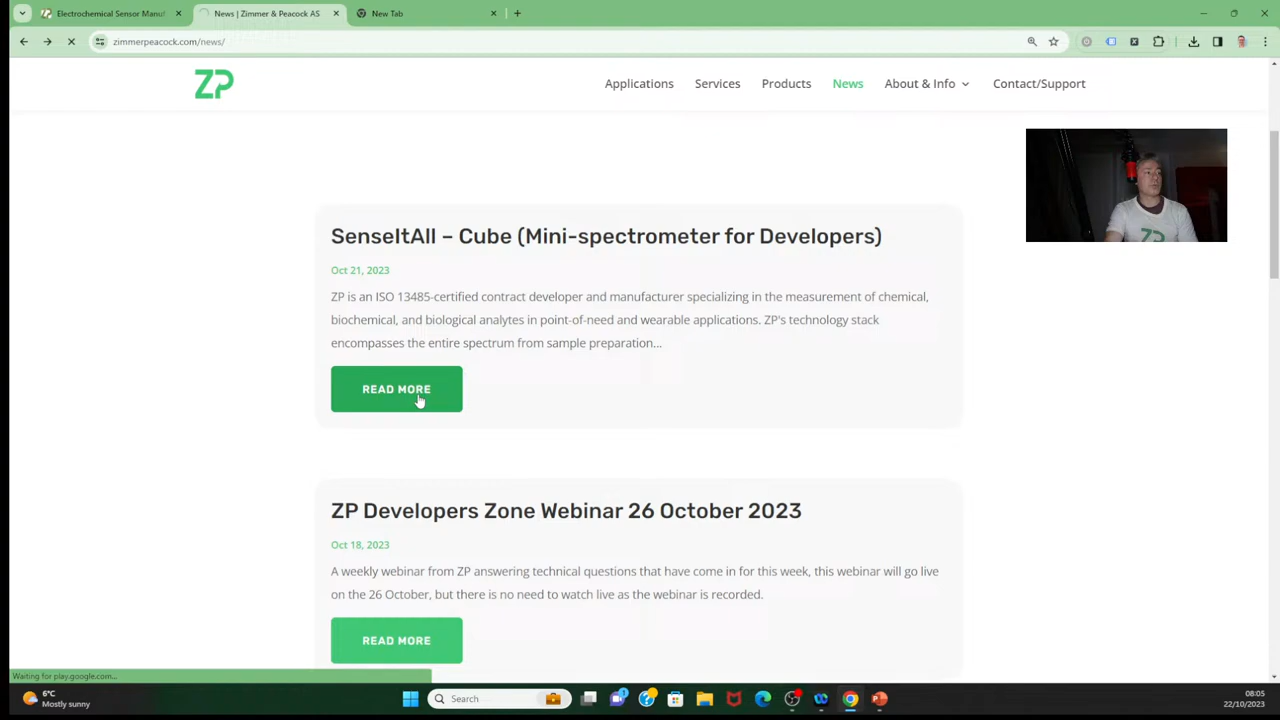 Electrochemical Sensor Manuf
News | Zimmer & Peacock AS
New Tab
zimmerpeacock.com/news/
ZP
Applications
Services
Products
News
About & Info
Contact/Support
SenseItAll – Cube (Mini-spectrometer for Developers)
Oct 21, 2023
ZP is an ISO 13485-certified contract developer and manufacturer specializing in the measurement of chemical,
biochemical, and biological analytes in point-of-need and wearable applications. ZP's technology stack
encompasses the entire spectrum from sample preparation...
READ MORE
ZP
ZP Developers Zone Webinar 26 October 2023
Oct 18, 2023
A weekly webinar from ZP answering technical questions that have come in for this week, this webinar will go live
on the 26 October, but there is no need to watch live as the webinar is recorded.
READ MORE
Waiting for play.google.com...
6°C
Mostly sunny
Search
08:05
22/10/2023